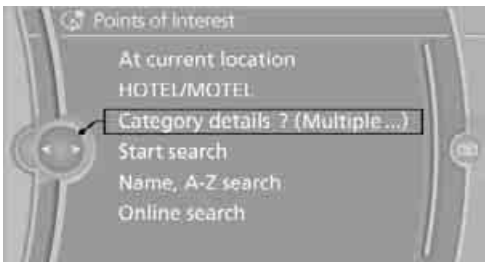 Points of Interest
At current location
HOTEL/MOTEL
Category details ? (Multiple ...)
Start search
Name, A-Z search
Online search